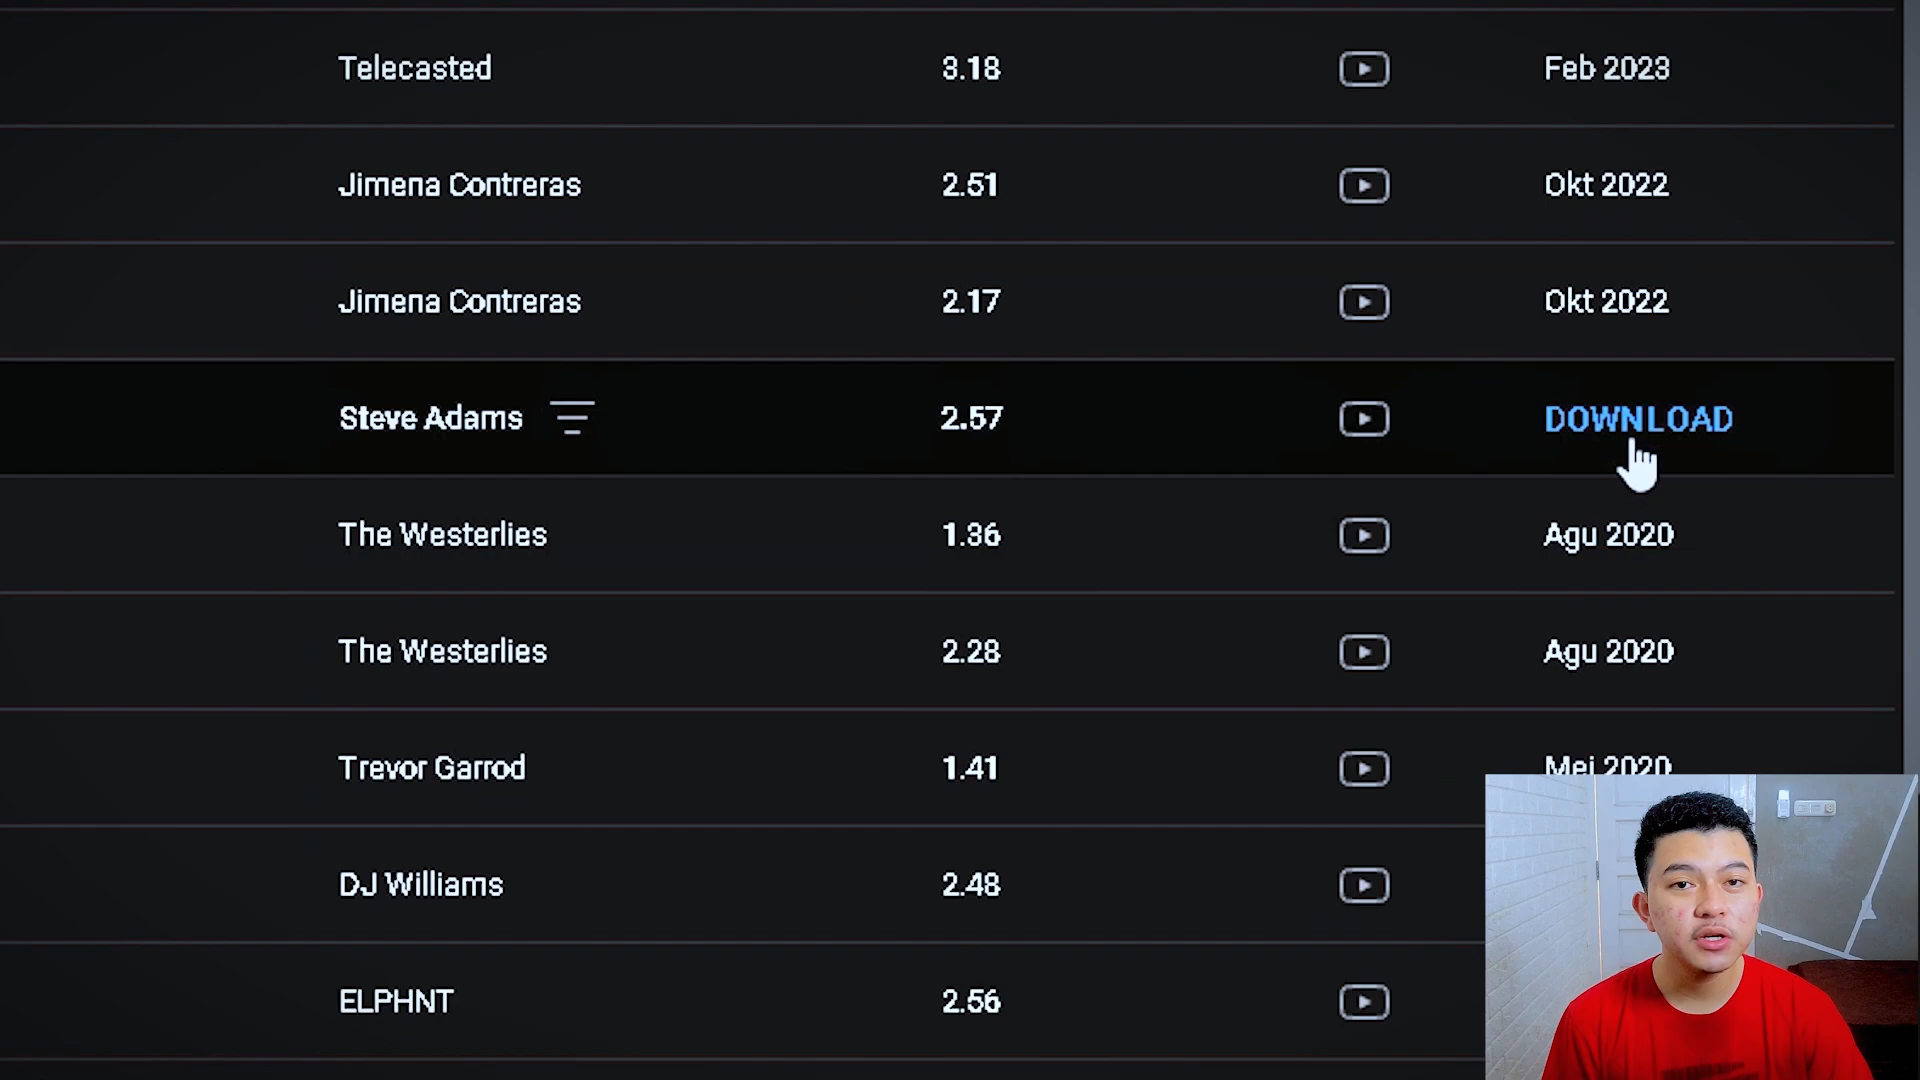 Telecasted 3.18 Feb 2023
Jimena Contreras 2.51 Okt 2022
Jimena Contreras 2.17 Okt 2022
Steve Adams 2.57 DOWNLOAD
The Westerlies 1.36 Agu 2020
The Westerlies 2.28 Agu 2020
Trevor Garrod 1.41 Mei 2020
DJ Williams 2.48
ELPHNT 2.56